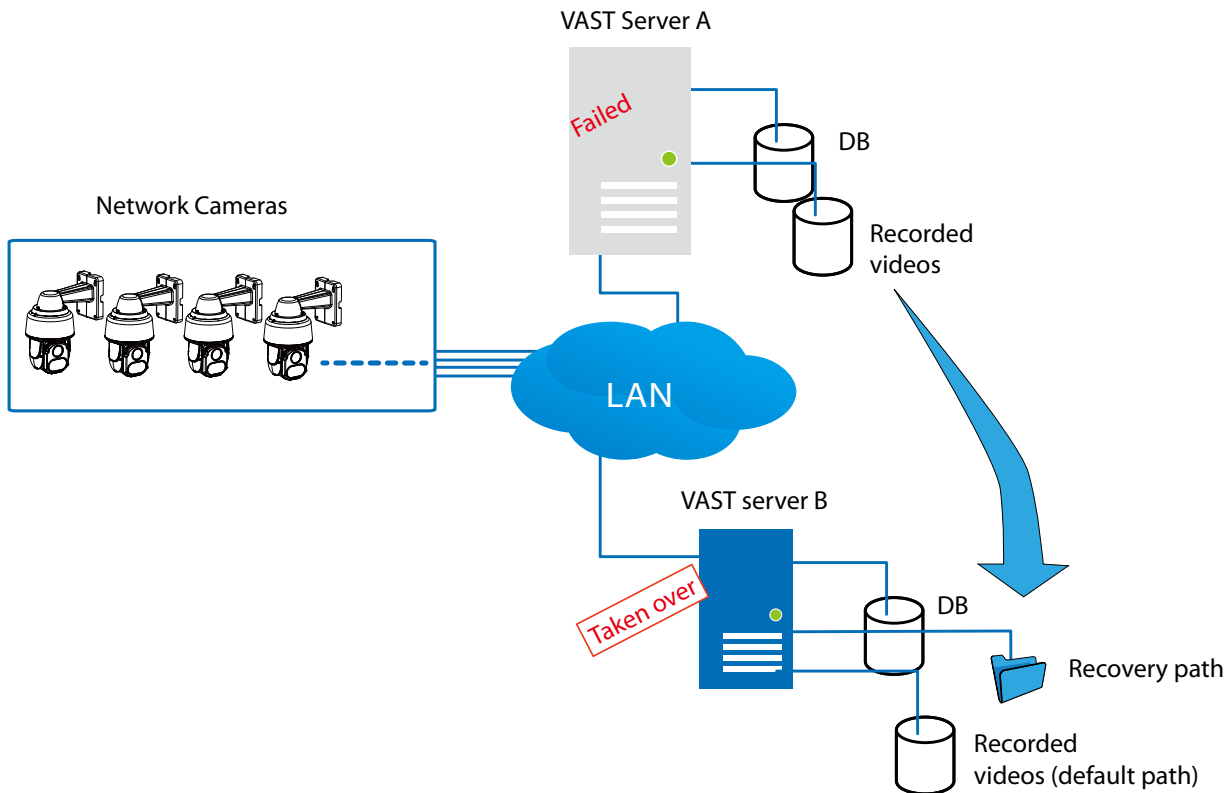 VAST Server A
Failed
DB
Recorded
videos
Network Cameras
LAN
VAST server B
Taken over
DB
Recovery path
Recorded
videos (default path)